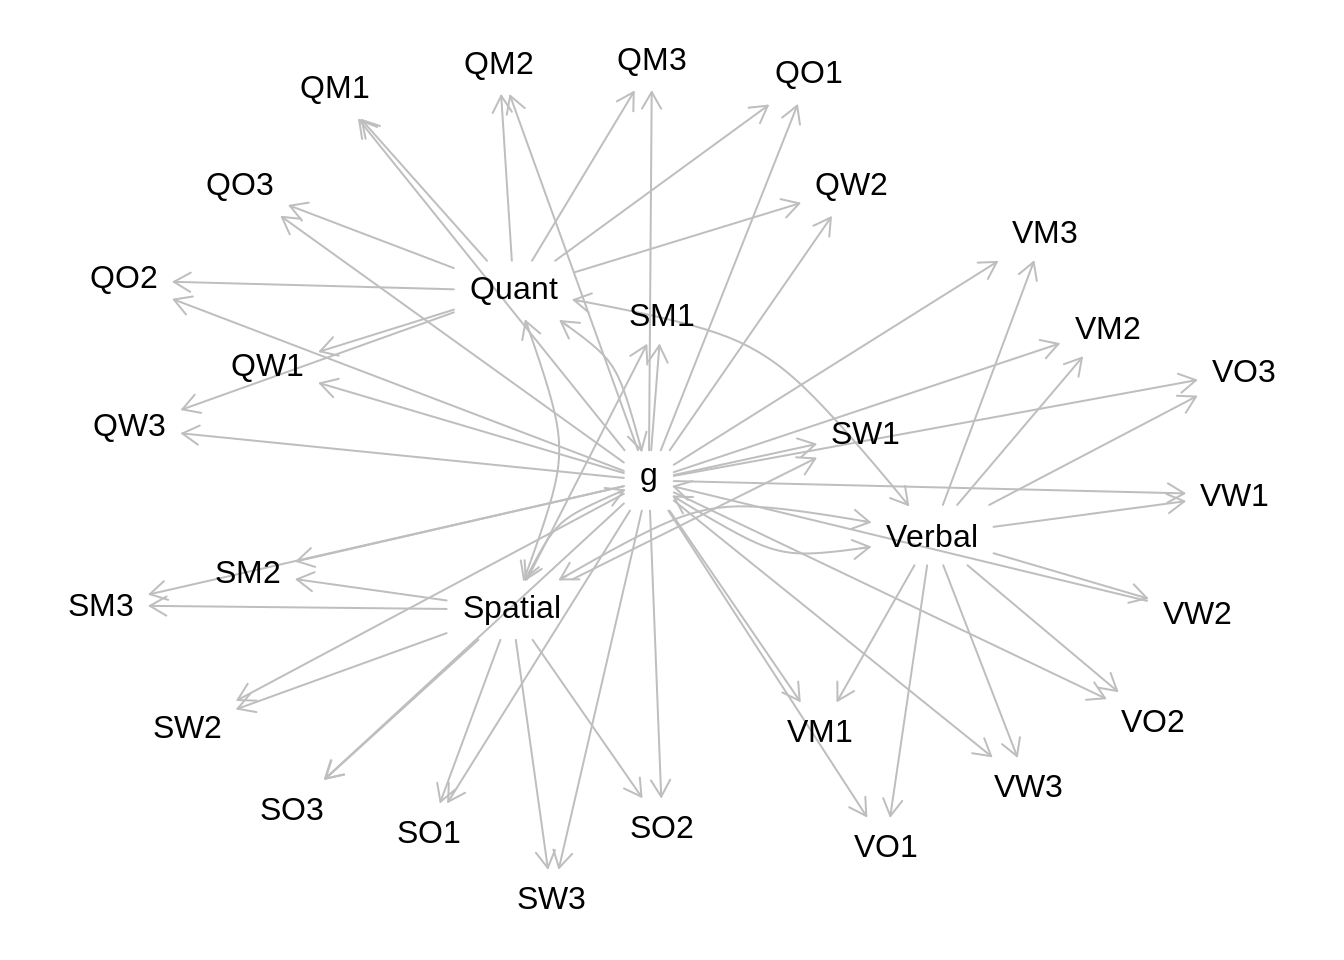 QM3
QM2
QO1
QM1
QO3
QW2
VM3
QO2
Quant
SM1
VM2
QW1
VO3
QW3
SW1
g
VW1
Verbal
SM2
SM3
Spatial
VW2
VO2
SW2
VM1
VW3
SO3
SO2
SO1
VO1
SW3